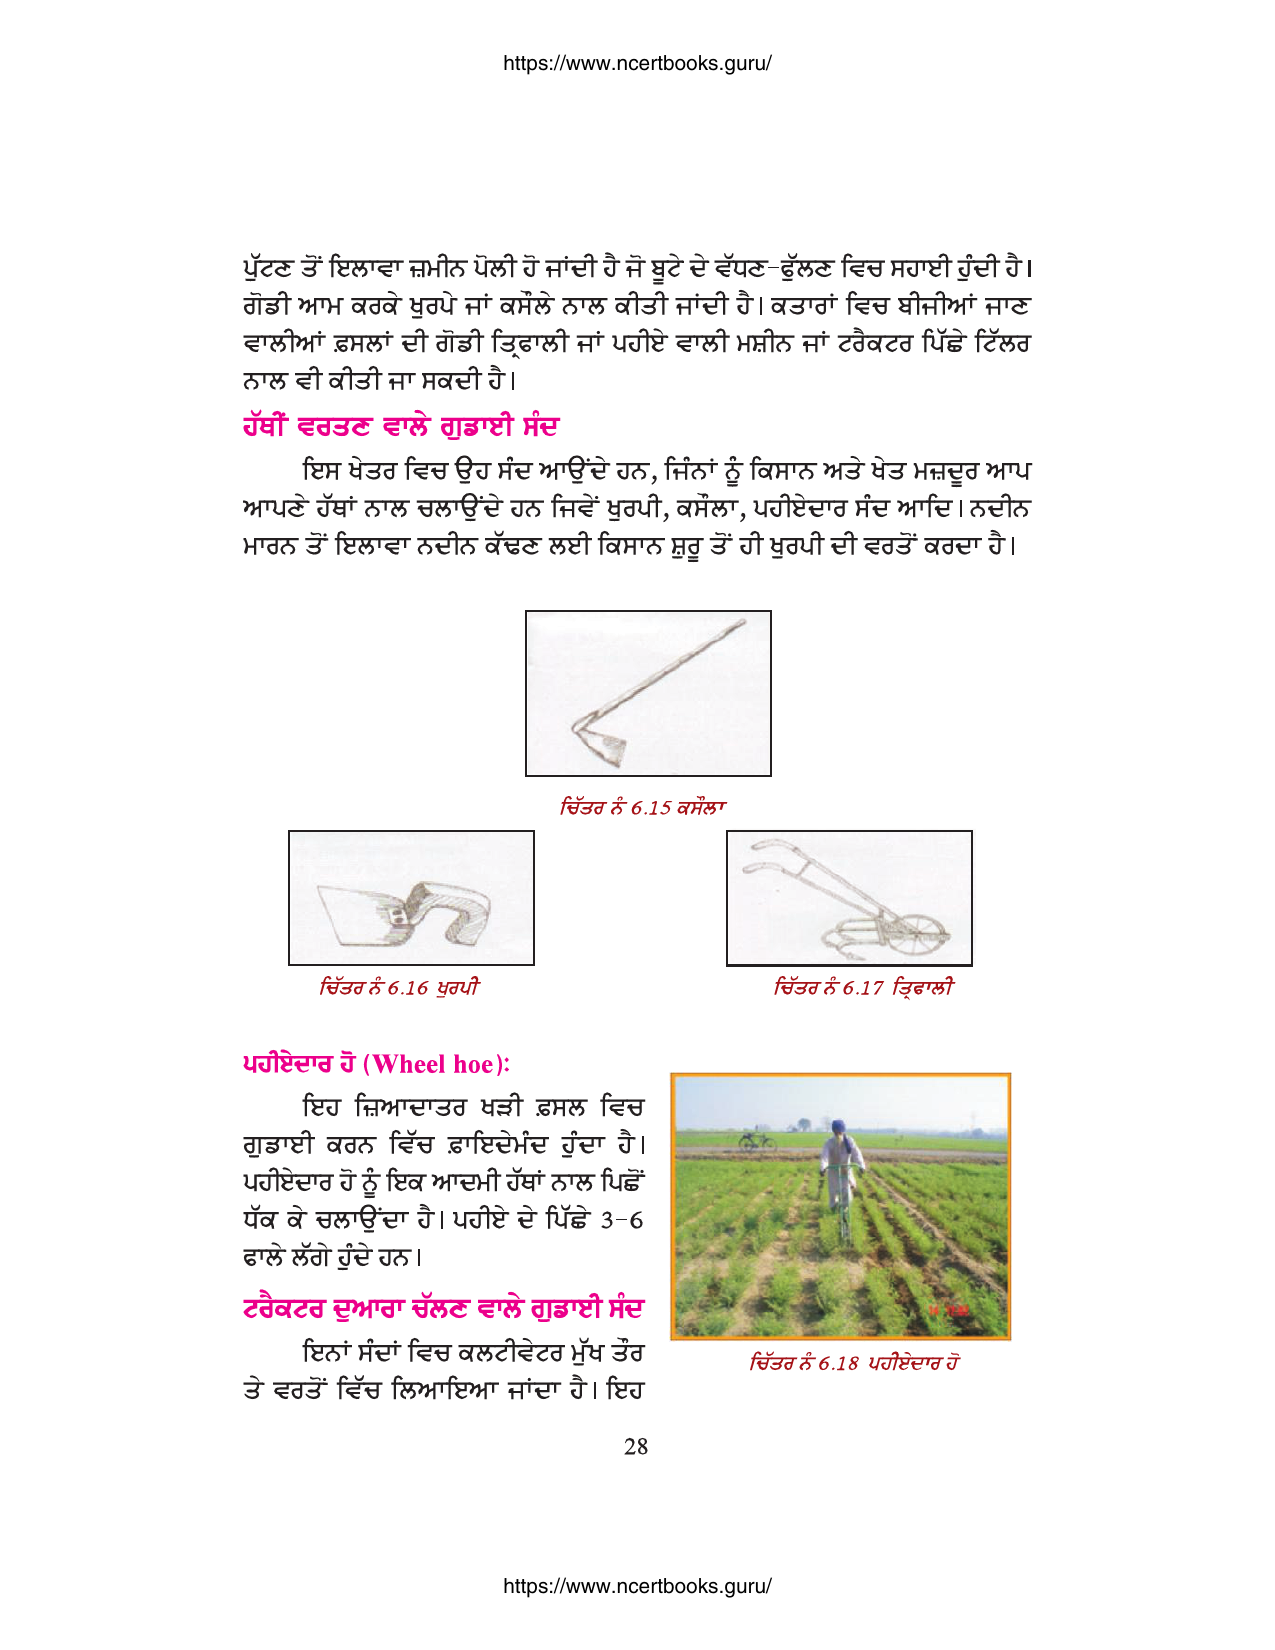 https://www.ncertbooks.guru/
ਪੁੱਟਣ ਤੋਂ ਇਲਾਵਾ ਜ਼ਮੀਨ ਪੋਲੀ ਹੋ ਜਾਂਦੀ ਹੈ ਜੋ ਬੂਟੇ ਦੇ ਵੱਧਣ-ਫੁੱਲਣ ਵਿਚ ਸਹਾਈ ਹੁੰਦੀ ਹੈ।
ਗੋਡੀ ਆਮ ਕਰਕੇ ਖੁਰਪੇ ਜਾਂ ਕਸੌਲੇ ਨਾਲ ਕੀਤੀ ਜਾਂਦੀ ਹੈ। ਕਤਾਰਾਂ ਵਿਚ ਬੀਜੀਆਂ ਜਾਣ
ਵਾਲੀਆਂ ਫ਼ਸਲਾਂ ਦੀ ਗੋਡੀ ਤ੍ਰਿਫਾਲੀ ਜਾਂ ਪਹੀਏ ਵਾਲੀ ਮਸ਼ੀਨ ਜਾਂ ਟਰੈਕਟਰ ਪਿੱਛੇ ਟਿੱਲਰ
ਨਾਲ ਵੀ ਕੀਤੀ ਜਾ ਸਕਦੀ ਹੈ।
ਹੱਥੀਂ ਵਰਤਣ ਵਾਲੇ ਗੁਡਾਈ ਸੰਦ
ਇਸ ਖੇਤਰ ਵਿਚ ਉਹ ਸੰਦ ਆਉਂਦੇ ਹਨ, ਜਿੰਨਾਂ ਨੂੰ ਕਿਸਾਨ ਅਤੇ ਖੇਤ ਮਜ਼ਦੂਰ ਆਪ
ਆਪਣੇ ਹੱਥਾਂ ਨਾਲ ਚਲਾਉਂਦੇ ਹਨ ਜਿਵੇਂ ਖੁਰਪੀ, ਕਸੌਲਾ, ਪਹੀਏਦਾਰ ਸੰਦ ਆਦਿ। ਨਦੀਨ
ਮਾਰਨ ਤੋਂ ਇਲਾਵਾ ਨਦੀਨ ਕੱਢਣ ਲਈ ਕਿਸਾਨ ਸ਼ੁਰੂ ਤੋਂ ਹੀ ਖੁਰਪੀ ਦੀ ਵਰਤੋਂ ਕਰਦਾ ਹੈ।
ਚਿੱਤਰ ਨੰ 6.15 ਕਸੌਲਾ
ਚਿੱਤਰ ਨੰ 6.16 ਖੁਰਪੀ
ਚਿੱਤਰ ਨੰ 6.17 ਤ੍ਰਿਫਾਲੀ
ਪਹੀਏਦਾਰ ਹੋ (Wheel hoe):
ਇਹ ਜ਼ਿਆਦਾਤਰ ਖੜੀ ਫ਼ਸਲ ਵਿਚ
ਗੁਡਾਈ ਕਰਨ ਵਿੱਚ ਫ਼ਾਇਦੇਮੰਦ ਹੁੰਦਾ ਹੈ।
ਪਹੀਏਦਾਰ ਹੋ ਨੂੰ ਇਕ ਆਦਮੀ ਹੱਥਾਂ ਨਾਲ ਪਿਛੋਂ
ਧੱਕ ਕੇ ਚਲਾਉਂਦਾ ਹੈ। ਪਹੀਏ ਦੇ ਪਿੱਛੇ 3-6
ਫਾਲੇ ਲੱਗੇ ਹੁੰਦੇ ਹਨ।
ਟਰੈਕਟਰ ਦੁਆਰਾ ਚੱਲਣ ਵਾਲੇ ਗੁਡਾਈ ਸੰਦ
ਇਨਾਂ ਸੰਦਾਂ ਵਿਚ ਕਲਟੀਵੇਟਰ ਮੁੱਖ ਤੌਰ
ਤੇ ਵਰਤੋਂ ਵਿੱਚ ਲਿਆਇਆ ਜਾਂਦਾ ਹੈ। ਇਹ
ਚਿੱਤਰ ਨੰ 6.18 ਪਹੀਏਦਾਰ ਹੋ
28
https://www.ncertbooks.guru/